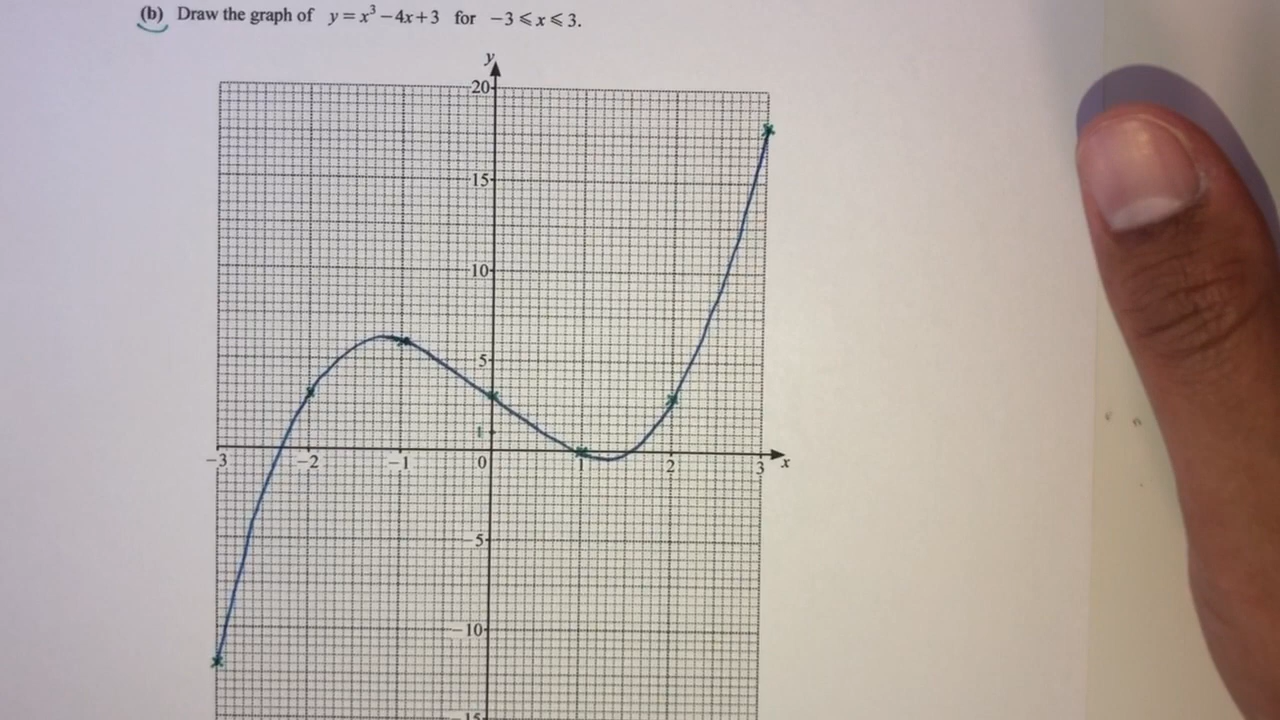 (b) Draw the graph of y = x³ – 4x + 3 for –3 ⩽ x ⩽ 3.
y
20
15
10
5
1
–3 –2 –1 0 1 2 3 x
–5
–10
–15